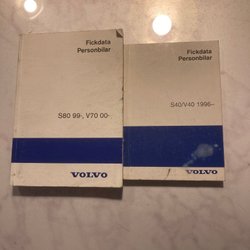 Fickdata
Personbilar
S80 99-, V70 00-
VOLVO
Fickdata
Personbilar
S40/V40 1996–
VOLVO